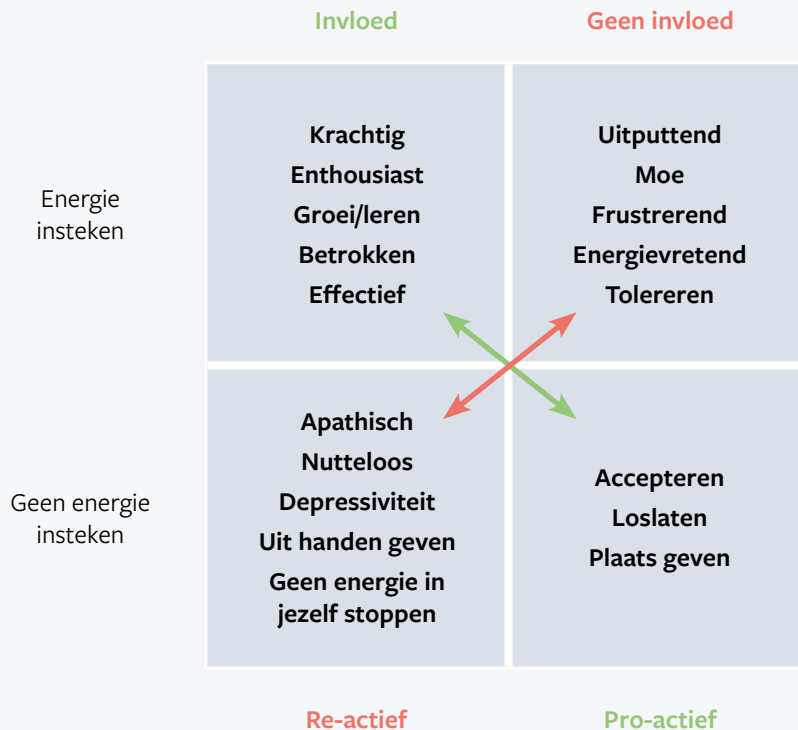 Invloed
Geen invloed
Energie
insteken
Krachtig
Enthousiast
Groei/leren
Betrokken
Effectief
Uitputtend
Moe
Frustrerend
Energievretend
Tolereren
Geen energie
insteken
Apathisch
Nutteloos
Depressiviteit
Uit handen geven
Geen energie in
jezelf stoppen
Accepteren
Loslaten
Plaats geven
Re-actief
Pro-actief